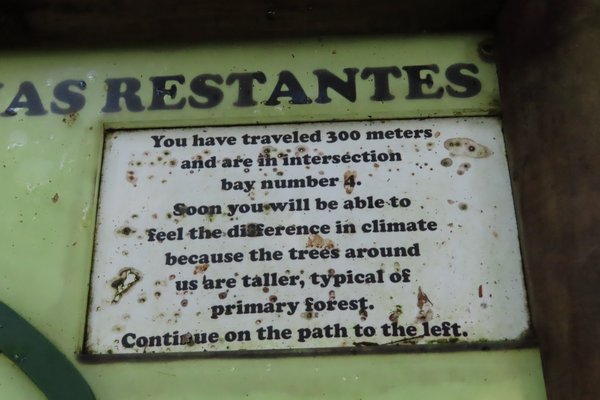 AS RESTANTES
You have traveled 300 meters
and are in intersection
bay number 4.
Soon you will be able to
feel the difference in climate
because the trees around
us are taller, typical of
primary forest.
Continue on the path to the left.